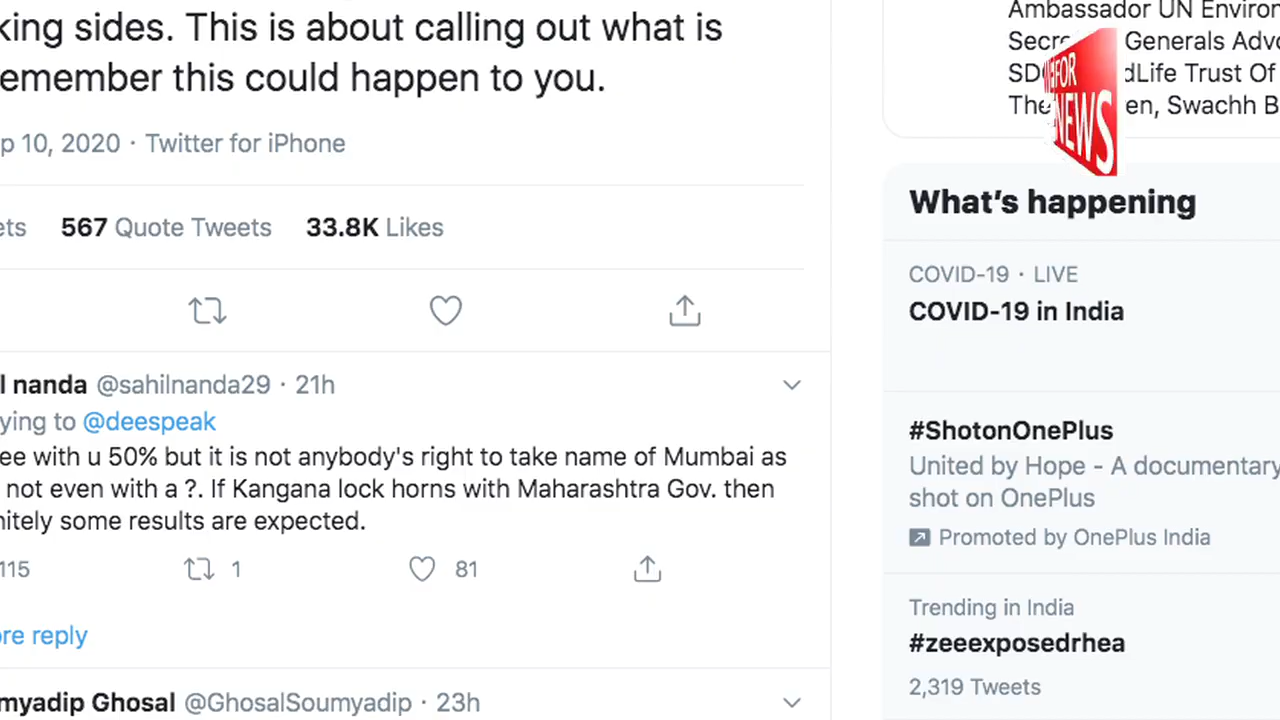 king sides. This is about calling out what is
emember this could happen to you.
p 10, 2020 · Twitter for iPhone
ets 567 Quote Tweets 33.8K Likes
l nanda @sahilnanda29 · 21h
ying to @deespeak
ee with u 50% but it is not anybody's right to take name of Mumbai as
not even with a ?. If Kangana lock horns with Maharashtra Gov. then
nitely some results are expected.
115 1 81
re reply
myadip Ghosal @GhosalSoumyadip · 23h
Ambassador UN Environ
Secre Generals Advo
SD dLife Trust Of
The en, Swachh B
WEFOR
NEWS
What's happening
COVID-19 · LIVE
COVID-19 in India
#ShotonOnePlus
United by Hope - A documentary
shot on OnePlus
Promoted by OnePlus India
Trending in India
#zeeexposedrhea
2,319 Tweets